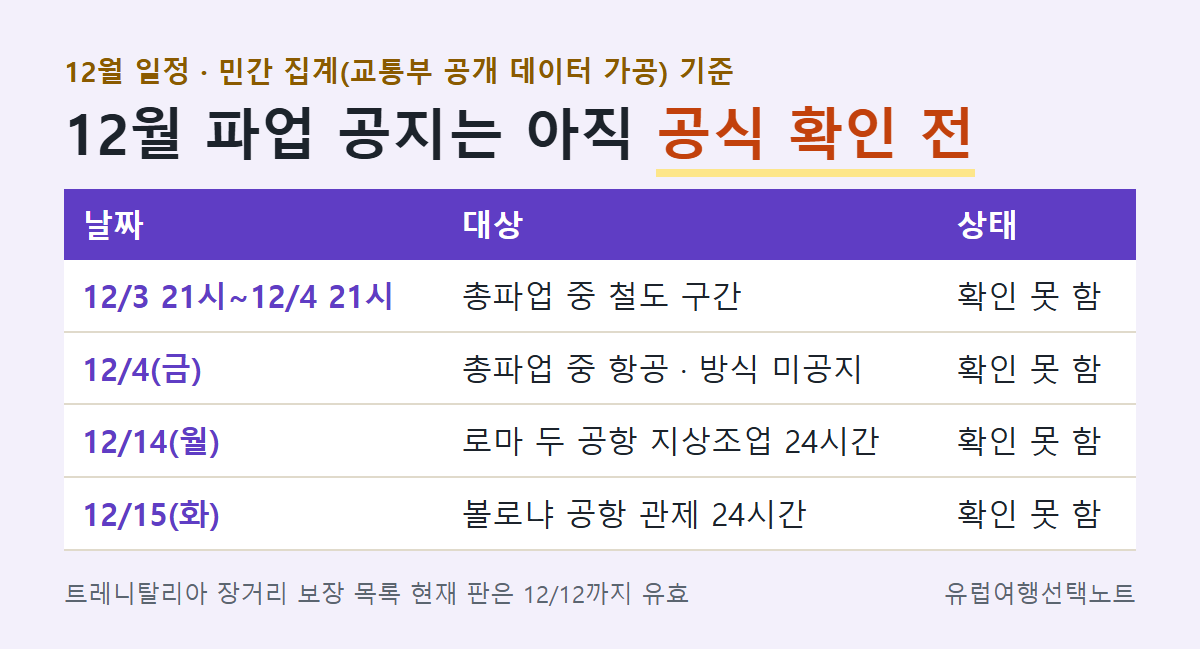 12월 일정 · 민간 집계(교통부 공개 데이터 가공) 기준
12월 파업 공지는 아직 공식 확인 전
날짜 대상 상태
12/3 21시~12/4 21시 총파업 중 철도 구간 확인 못 함
12/4(금) 총파업 중 항공 · 방식 미공지 확인 못 함
12/14(월) 로마 두 공항 지상조업 24시간 확인 못 함
12/15(화) 볼로냐 공항 관제 24시간 확인 못 함
트레니탈리아 장거리 보장 목록 현재 판은 12/12까지 유효 유럽여행선택노트